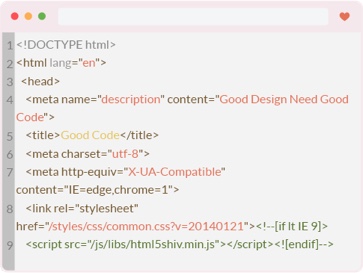 1 <!DOCTYPE html>
2 <html lang="en">
3 <head>
4 <meta name="description" content="Good Design Need Good
Code">
5 <title>Good Code</title>
6 <meta charset="utf-8">
7 <meta http-equiv="X-UA-Compatible"
content="IE=edge,chrome=1">
8 <link rel="stylesheet"
href="/styles/css/common.css?v=20140121"><!--[if lt IE 9]>
9 <script src="/js/libs/html5shiv.min.js"></script><![endif]-->